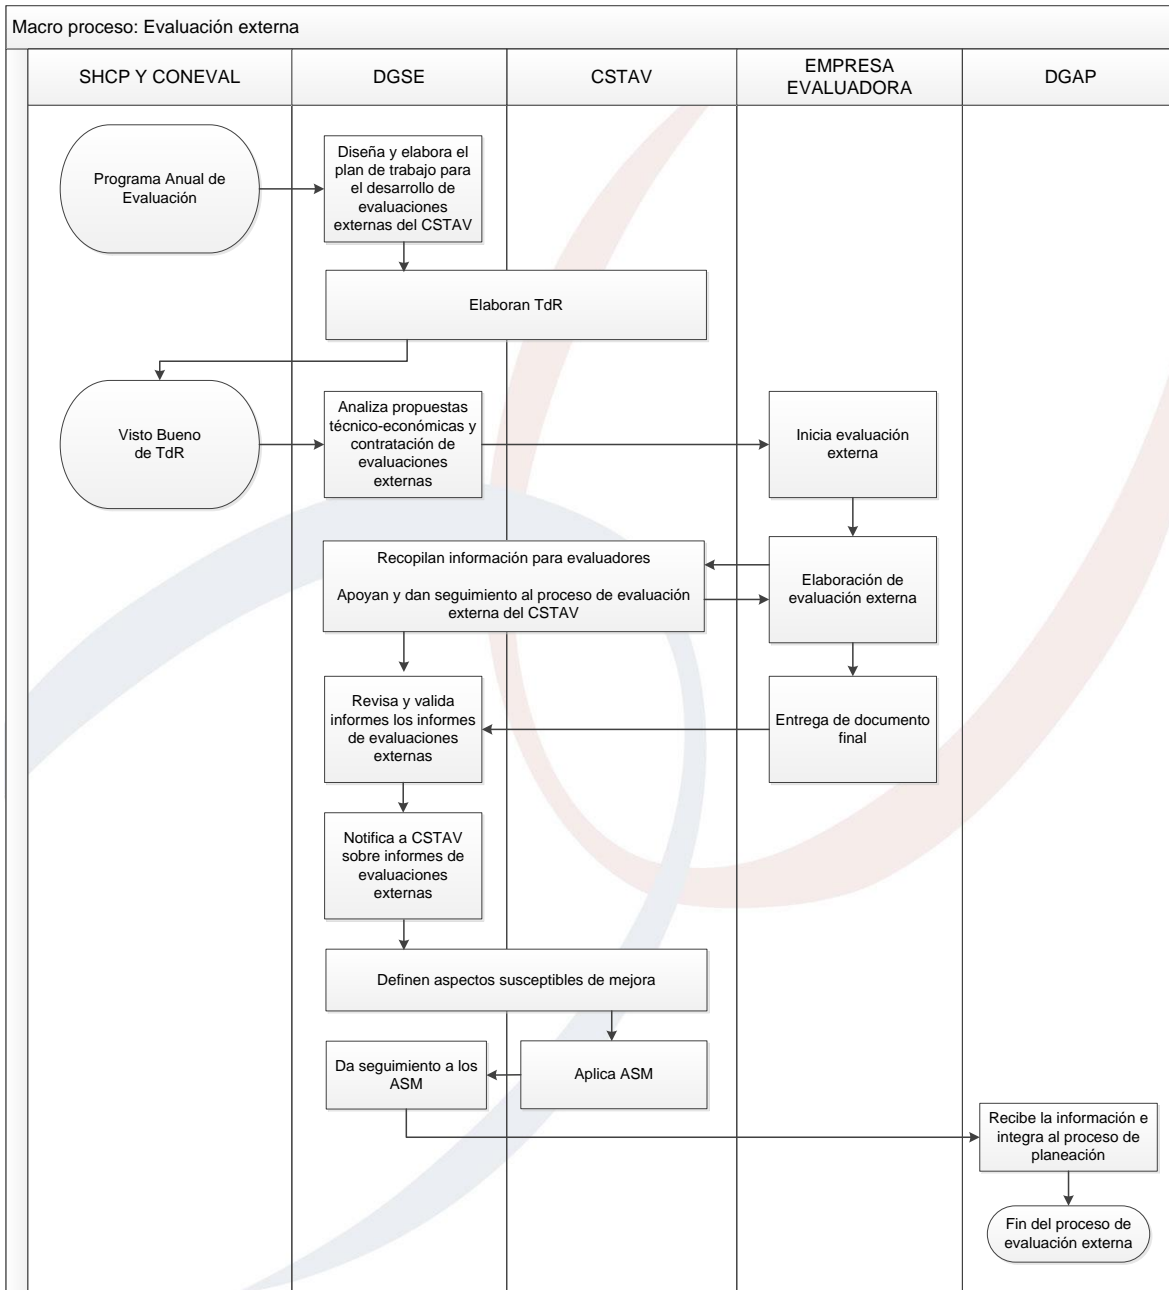 Macro proceso: Evaluación externa
SHCP Y CONEVAL
DGSE
CSTAV
EMPRESA
EVALUADORA
DGAP
Programa Anual de
Evaluación
Diseña y elabora el
plan de trabajo para
el desarrollo de
evaluaciones
externas del CSTAV
Elaboran TdR
Visto Bueno
de TdR
Analiza propuestas
técnico-económicas y
contratación de
evaluaciones
externas
Inicia evaluación
externa
Recopilan información para evaluadores
Apoyan y dan seguimiento al proceso de evaluación
externa del CSTAV
Elaboración de
evaluación externa
Revisa y valida
informes los informes
de evaluaciones
externas
Entrega de documento
final
Notifica a CSTAV
sobre informes de
evaluaciones
externas
Definen aspectos susceptibles de mejora
Da seguimiento a los
ASM
Aplica ASM
Recibe la información e
integra al proceso de
planeación
Fin del proceso de
evaluación externa